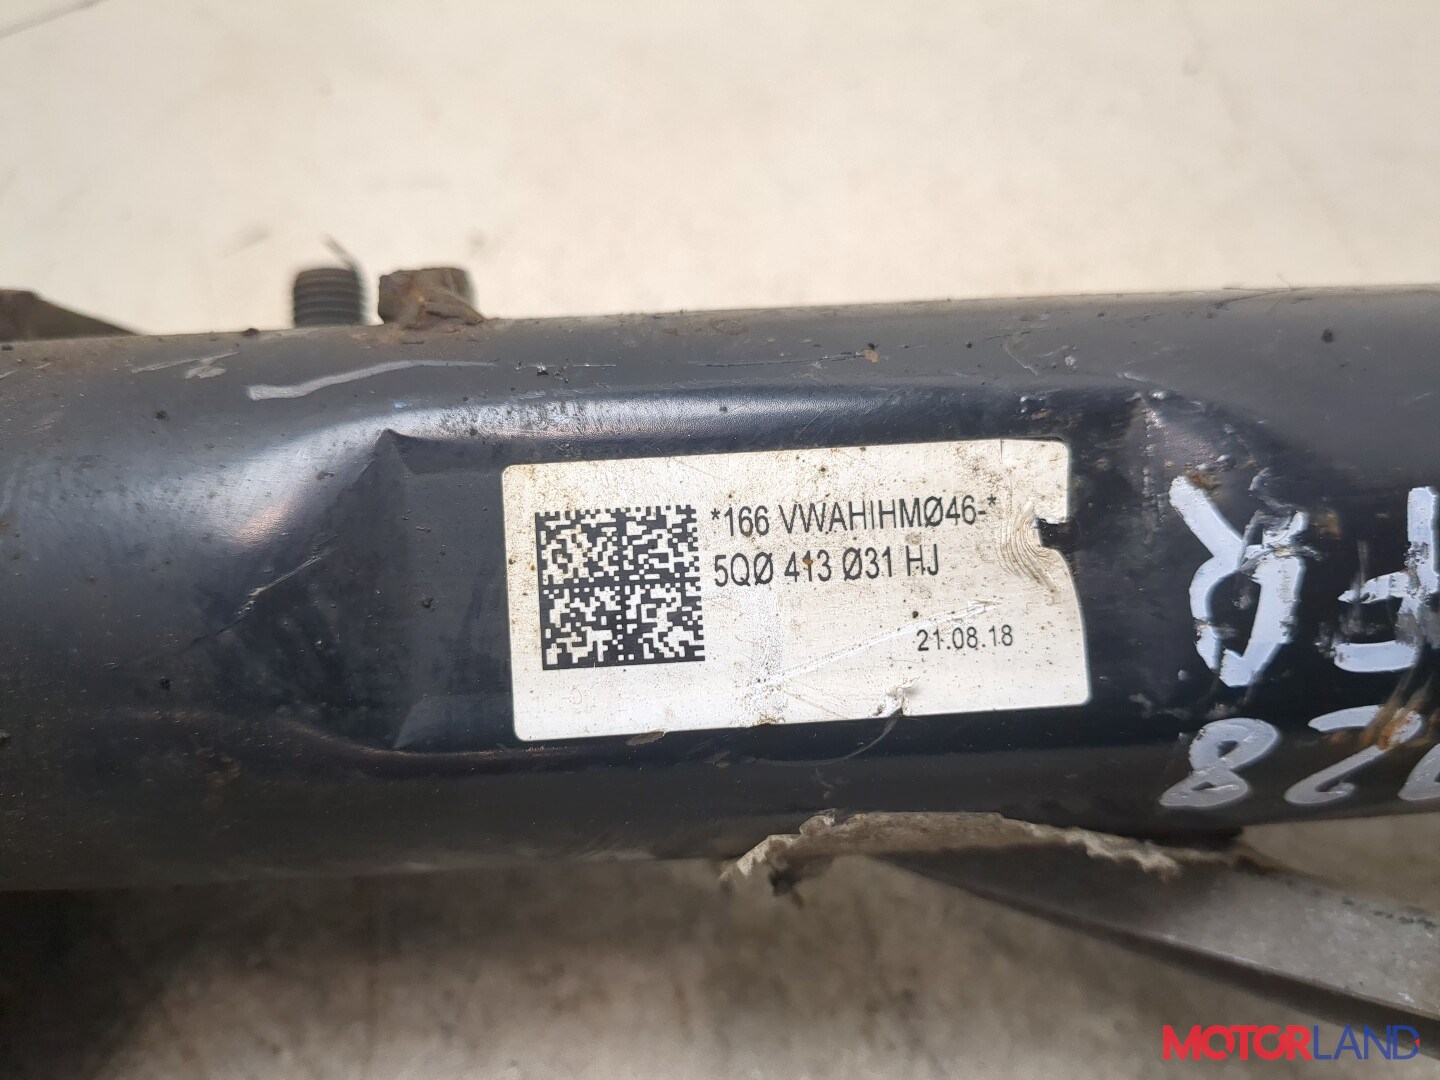 *166 VWAHIHMØ46-*
5QØ 413 Ø31 HJ
21.08.18
MOTORLAND